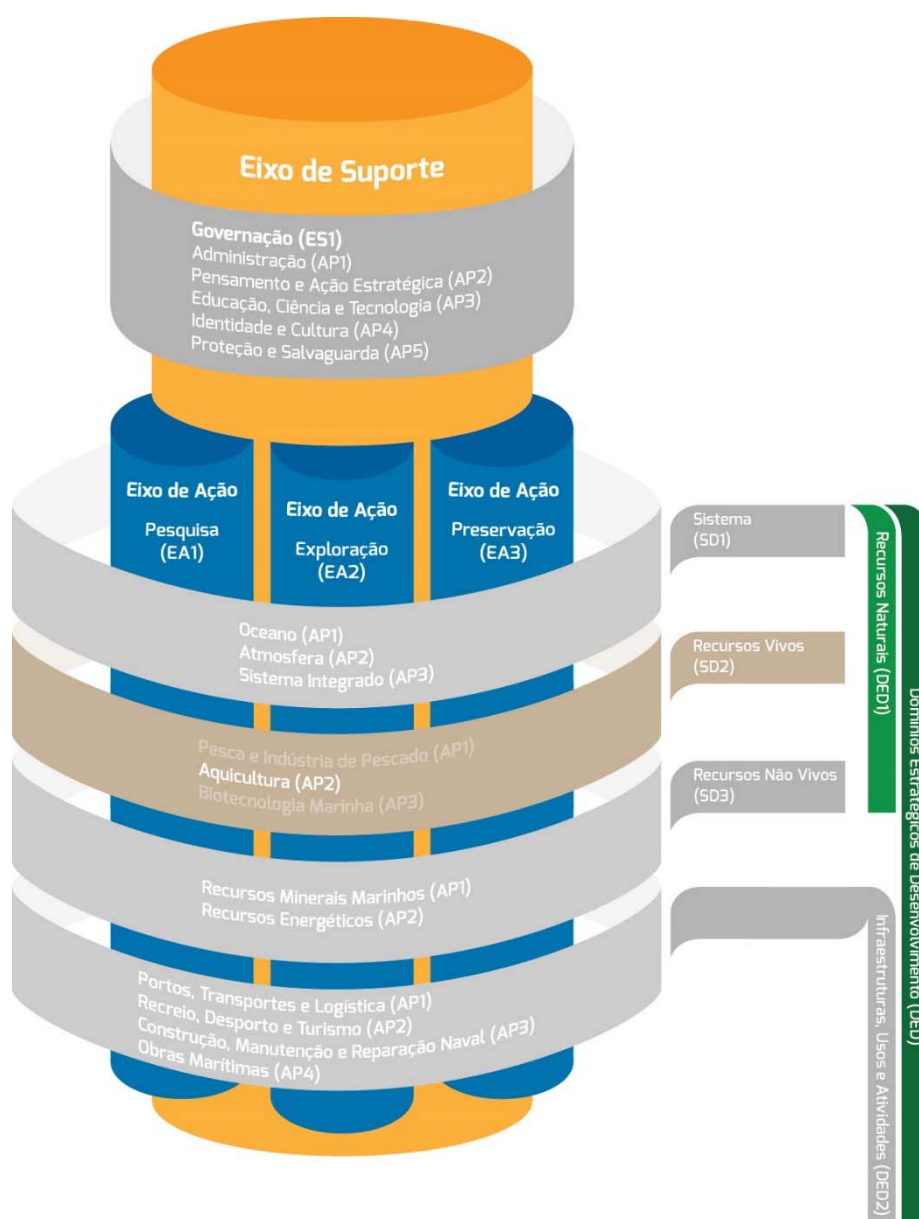 Eixo de Suporte
Governação (ES1)
Administração (AP1)
Pensamento e Ação Estratégica (AP2)
Educação, Ciência e Tecnologia (AP3)
Identidade e Cultura (AP4)
Proteção e Salvaguarda (AP5)
Eixo de Ação
Pesquisa
(EA1)
Eixo de Ação
Exploração
(EA2)
Eixo de Ação
Preservação
(EA3)
Oceano (AP1)
Atmosfera (AP2)
Sistema Integrado (AP3)
Pesca e Indústria de Pescado (AP1)
Aquicultura (AP2)
Biotecnologia Marinha (AP3)
Recursos Minerais Marinhos (AP1)
Recursos Energéticos (AP2)
Portos, Transportes e Logística (AP1)
Recreio, Desporto e Turismo (AP2)
Construção, Manutenção e Reparação Naval (AP3)
Obras Marítimas (AP4)
Sistema
(SD1)
Recursos Vivos
(SD2)
Recursos Não Vivos
(SD3)
Recursos Naturais (DED1)
Infraestruturas, Usos e Atividades (DED2)
Domínios Estratégicos de Desenvolvimento (DED)